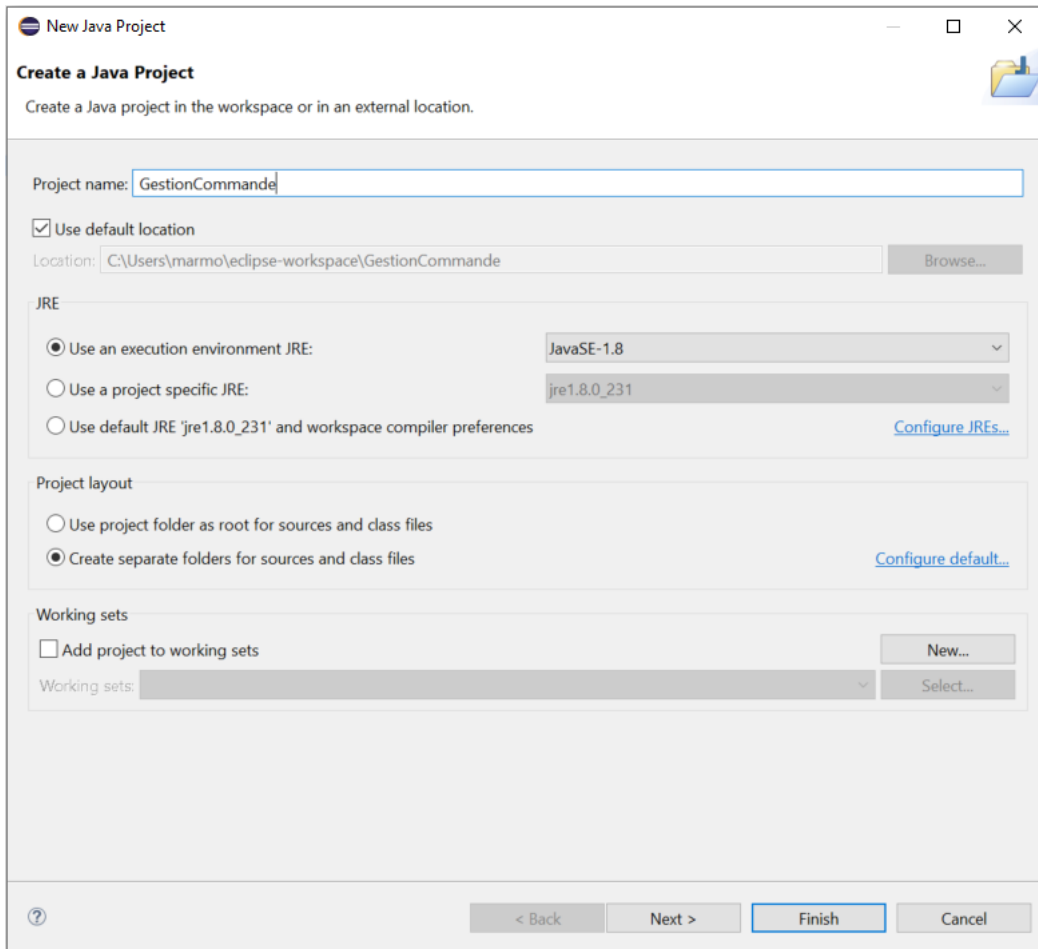 New Java Project
Create a Java Project
Create a Java project in the workspace or in an external location.
Project name: GestionCommande
Use default location
Location: C:\Users\marmo\eclipse-workspace\GestionCommande Browse...
JRE
Use an execution environment JRE: JavaSE-1.8
Use a project specific JRE: jre1.8.0_231
Use default JRE 'jre1.8.0_231' and workspace compiler preferences Configure JREs...
Project layout
Use project folder as root for sources and class files
Create separate folders for sources and class files Configure default...
Working sets
Add project to working sets New...
Working sets: Select...
? < Back Next > Finish Cancel